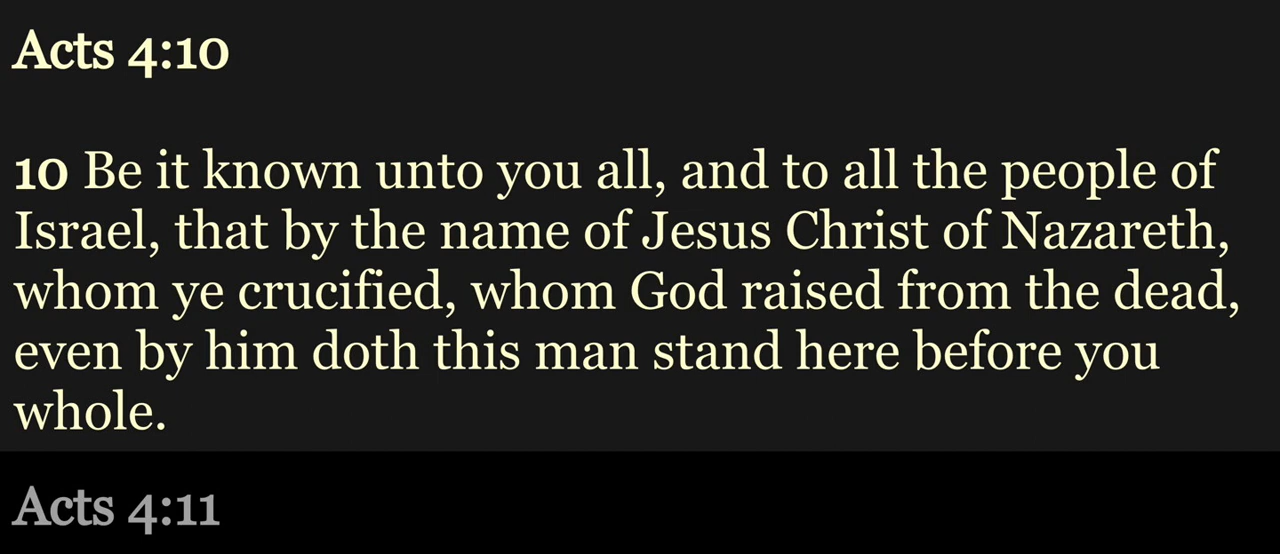 Acts 4:10
10 Be it known unto you all, and to all the people of
Israel, that by the name of Jesus Christ of Nazareth,
whom ye crucified, whom God raised from the dead,
even by him doth this man stand here before you
whole.
Acts 4:11